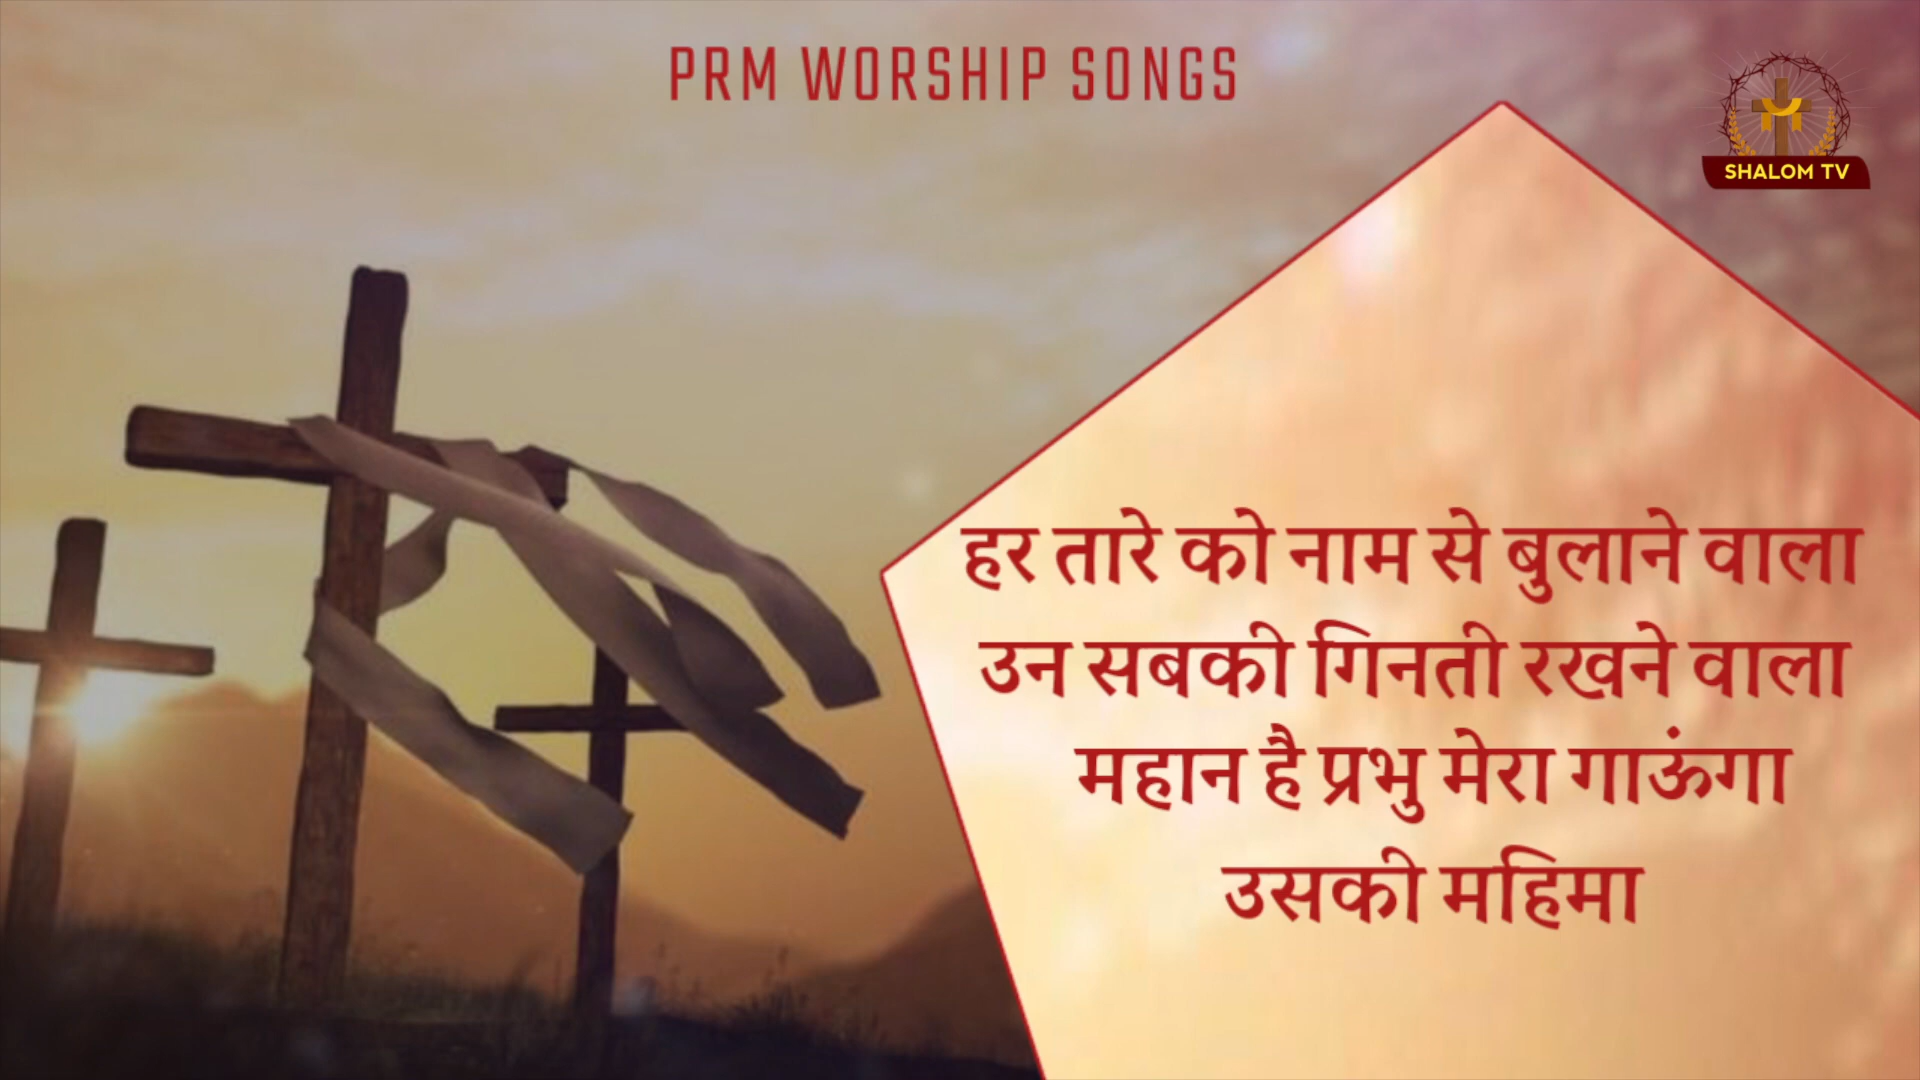 PRM WORSHIP SONGS
SHALOM TV
हर तारे को नाम से बुलाने वाला
उन सबकी गिनती रखने वाला
महान है प्रभु मेरा गाऊंगा
उसकी महिमा